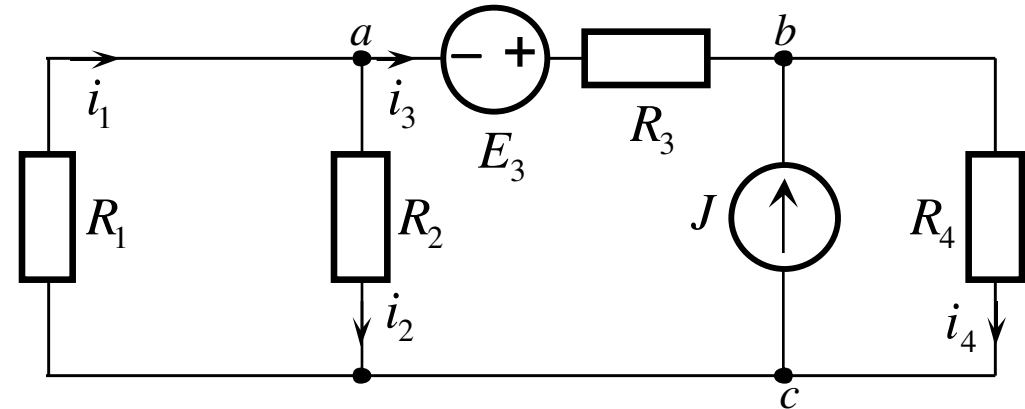 a b
− +
i₁ i₃
E₃ R₃
R₁ R₂ J R₄
i₂ i₄
c